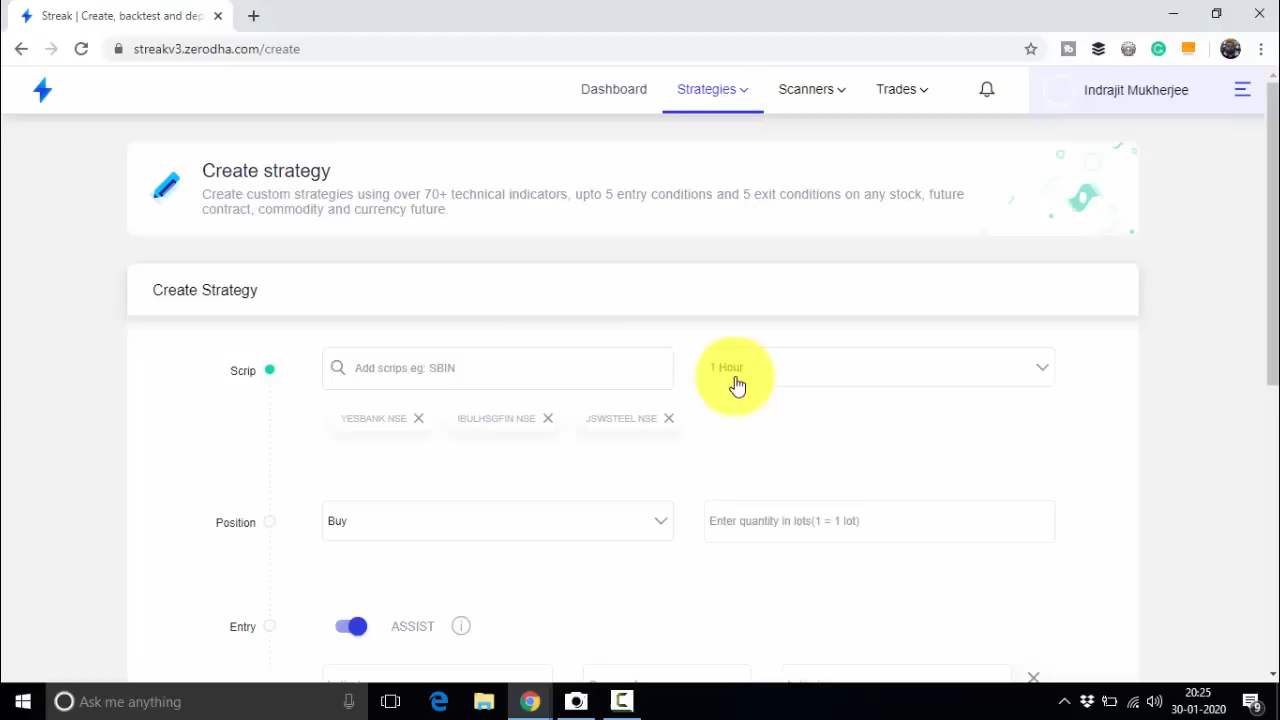 Streak | Create, backtest and dep
streakv3.zerodha.com/create
Dashboard Strategies Scanners Trades Indrajit Mukherjee
Create strategy
Create custom strategies using over 70+ technical indicators, upto 5 entry conditions and 5 exit conditions on any stock, future
contract, commodity and currency future.
Create Strategy
Scrip Add scrips eg: SBIN 1 Hour
YESBANK NSE IBULHSGFIN NSE JSWSTEEL NSE
Position Buy Enter quantity in lots(1 = 1 lot)
Entry ASSIST
Ask me anything
20:25
30-01-2020
9